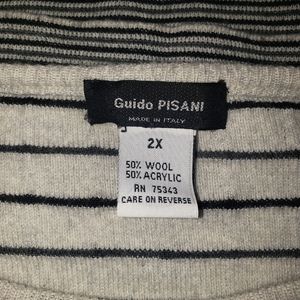 Guido PISANI
MADE IN ITALY
2X
50% WOOL
50% ACRYLIC
RN 75343
CARE ON REVERSE